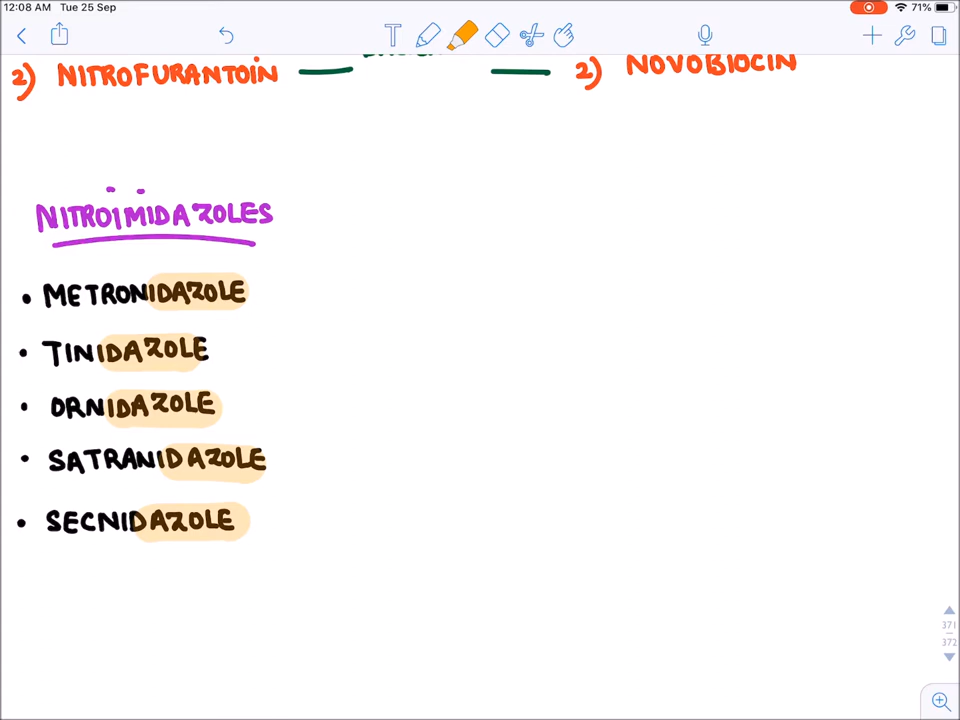 12:08 AM Tue 25 Sep 71%
T
2) NITROFURANTOIN 2) NOVOBIOCIN
NITROIMIDAZOLES
• METRONIDAZOLE
• TINIDAZOLE
• ORNIDAZOLE
• SATRANIDAZOLE
• SECNIDAZOLE
371
372